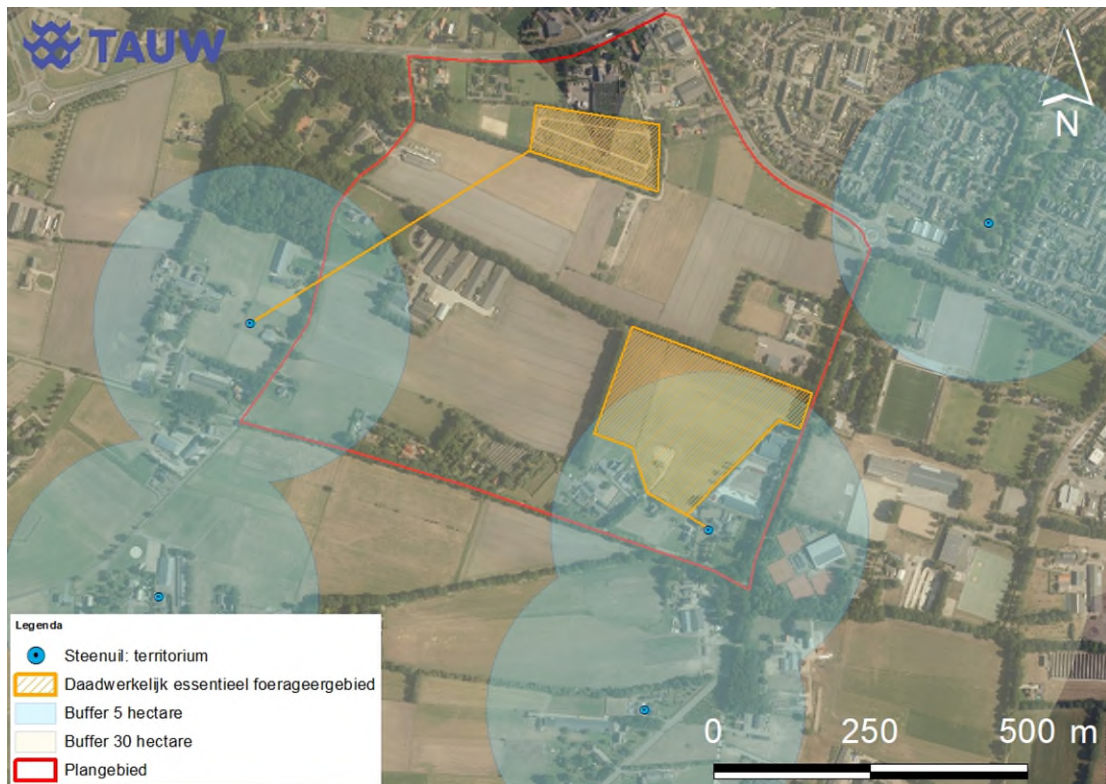 TAUW
N
Legenda
Steenuil: territorium
Daadwerkelijk essentieel foerageergebied
Buffer 5 hectare
Buffer 30 hectare
Plangebied
0 250 500 m